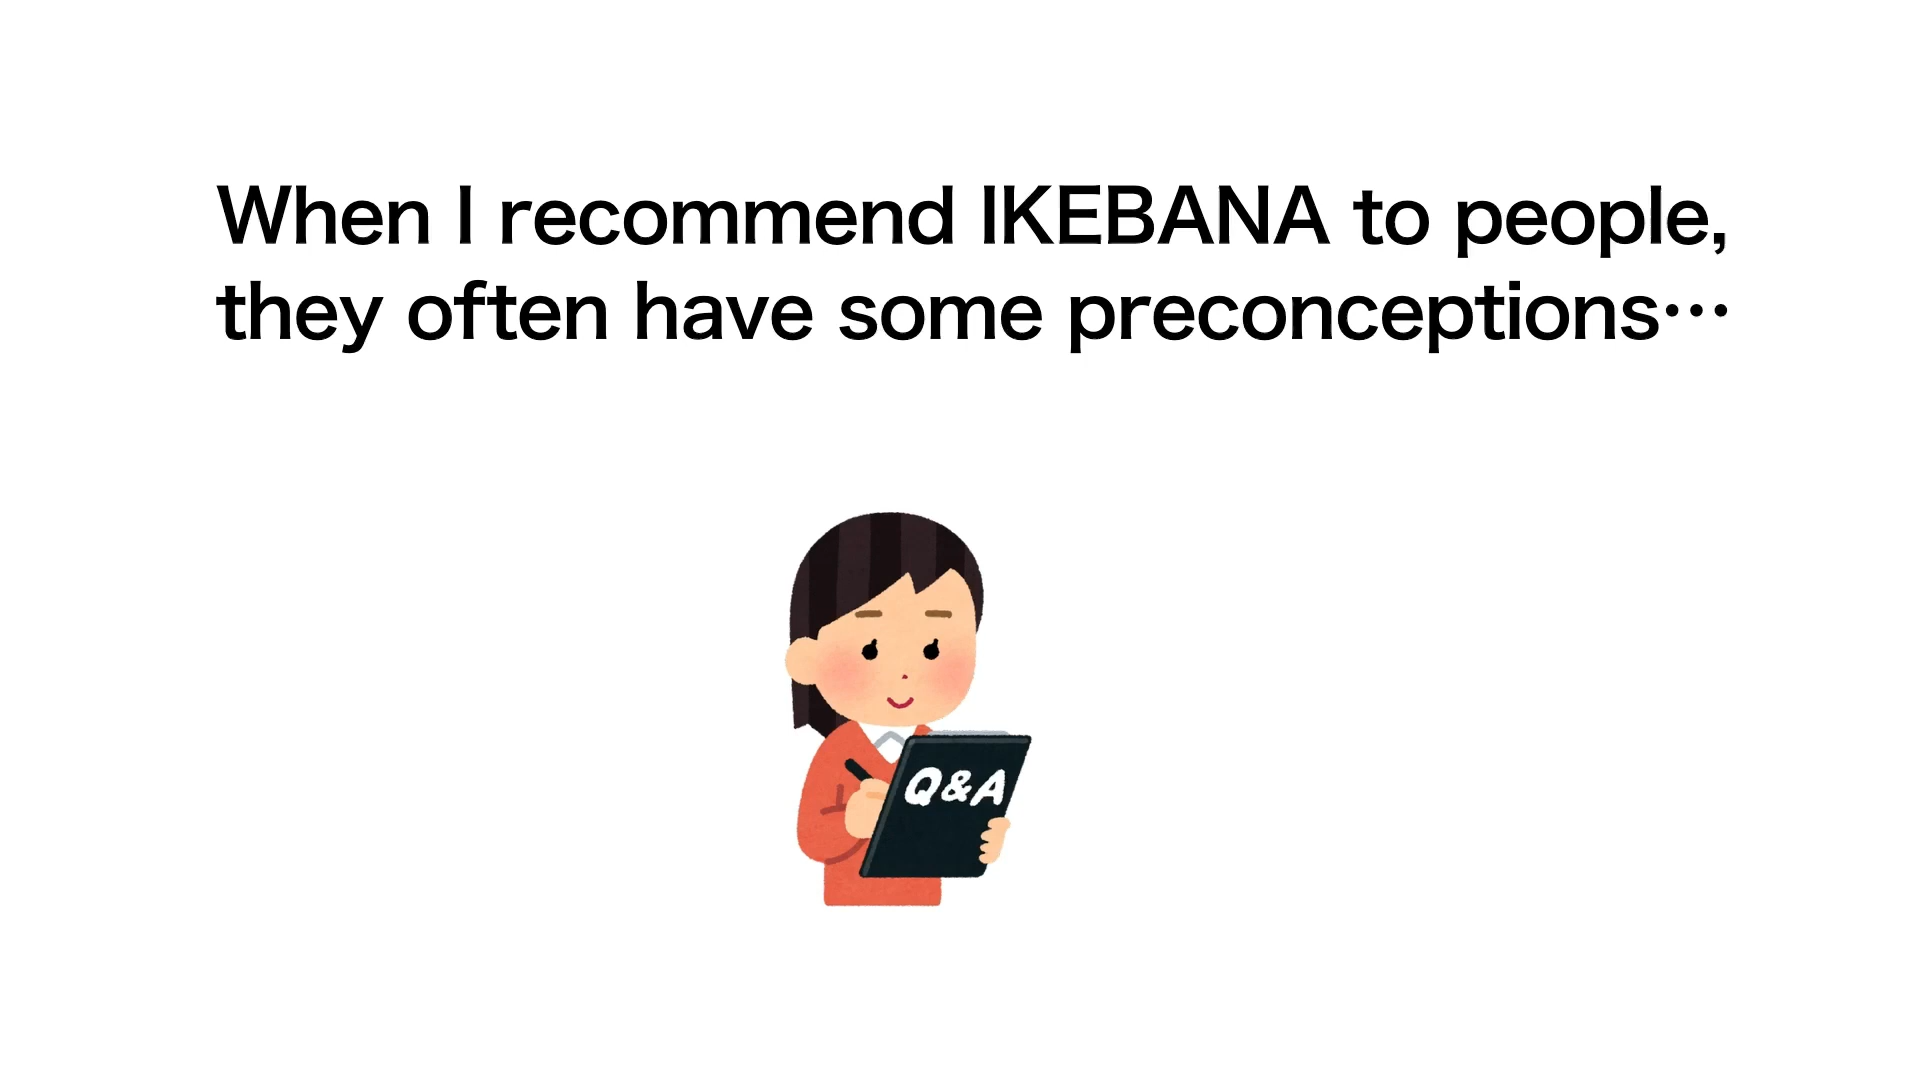 When I recommend IKEBANA to people,
they often have some preconceptions…
Q&A